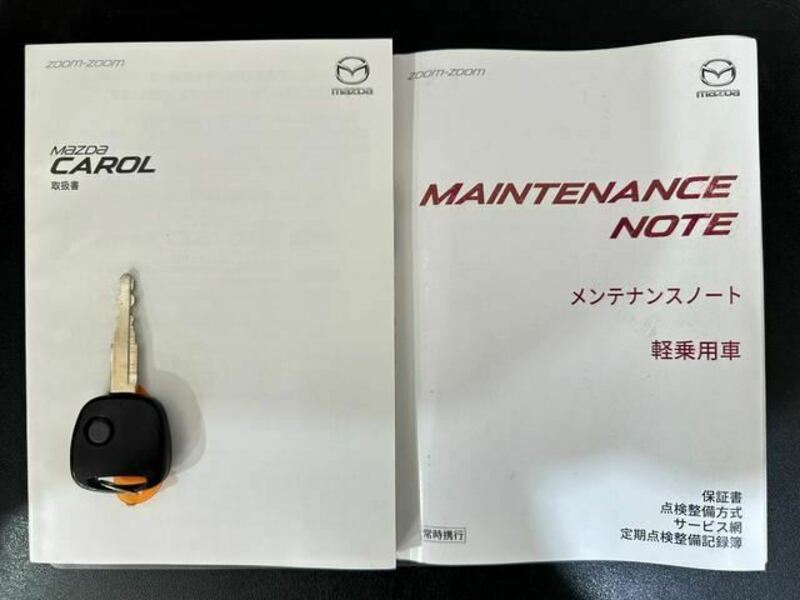 zoom-zoom
mazda
MAZDA
CAROL
取扱書
zoom-zoom
mazda
MAINTENANCE
NOTE
メンテナンスノート
軽乗用車
保証書
点検整備方式
サービス網
定期点検整備記録簿
常時携行